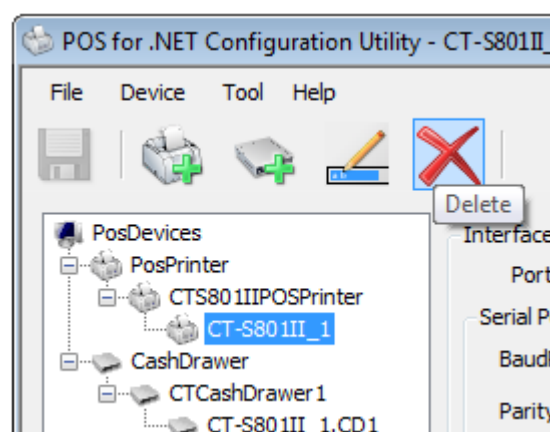 POS for .NET Configuration Utility - CT-S801II_
File Device Tool Help
Delete
PosDevices
PosPrinter
CTS801IIPOSPrinter
CT-S801II_1
CashDrawer
CTCashDrawer1
CT-S801II_1.CD1
Interface
Port
Serial P
Baud
Parity